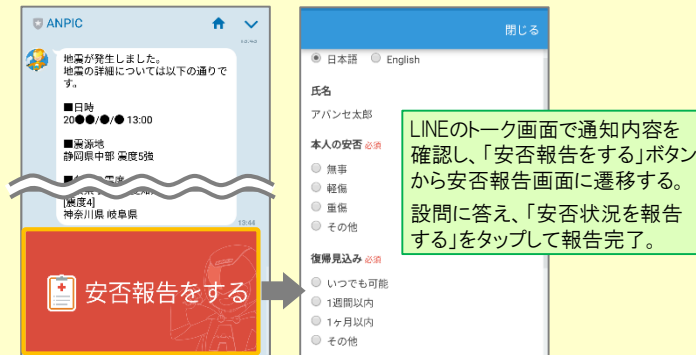 ANPIC
地震が発生しました。
地震の詳細については以下の通りで
す。
■日時
20●●/●/● 13:00
■震源地
静岡県中部 震度5強
[震度4]
神奈川県 岐阜県
13:44
安否報告をする
閉じる
日本語 English
氏名
アバンセ太郎
本人の安否 必須
無事
軽傷
重傷
その他
復帰見込み 必須
いつでも可能
1週間以内
1ヶ月以内
その他
LINEのトーク画面で通知内容を
確認し、「安否報告をする」ボタン
から安否報告画面に遷移する。
設問に答え、「安否状況を報告
する」をタップして報告完了。